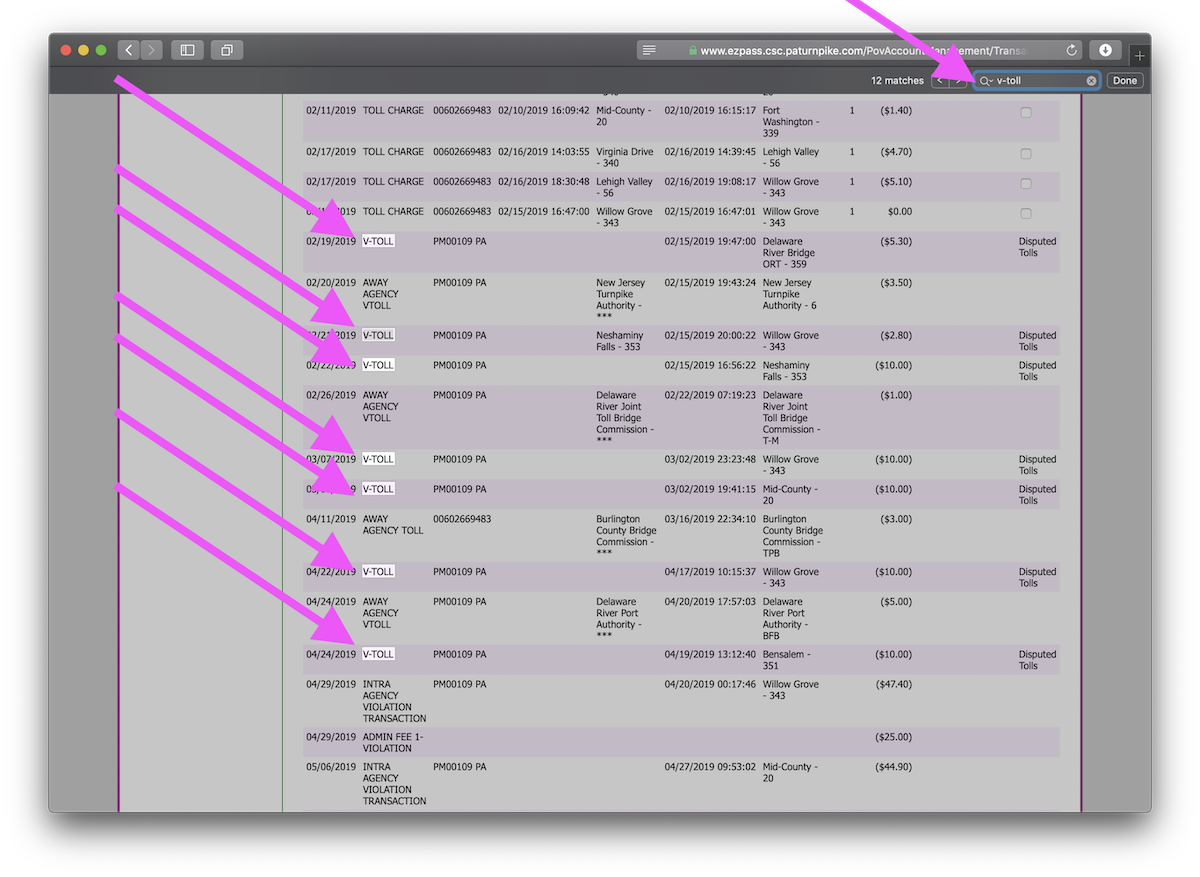 www.ezpass.csc.paturnpike.com/PovAccountManagement/Transa
12 matches v-toll Done
02/11/2019 TOLL CHARGE 00602669483 02/10/2019 16:09:42 Mid-County - 02/10/2019 16:15:17 Fort 1 ($1.40)
20 Washington -
339
02/17/2019 TOLL CHARGE 00602669483 02/16/2019 14:03:55 Virginia Drive 02/16/2019 14:39:45 Lehigh Valley 1 ($4.70)
- 340 - 56
02/17/2019 TOLL CHARGE 00602669483 02/16/2019 18:30:48 Lehigh Valley 02/16/2019 19:08:17 Willow Grove 1 ($5.10)
- 56 - 343
TOLL CHARGE 00602669483 02/15/2019 16:47:00 Willow Grove 02/15/2019 16:47:01 Willow Grove 1 $0.00
- 343 - 343
02/19/2019 V-TOLL PM00109 PA 02/15/2019 19:47:00 Delaware ($5.30) Disputed
River Bridge Tolls
ORT - 359
02/20/2019 AWAY PM00109 PA New Jersey 02/15/2019 19:43:24 New Jersey ($3.50)
AGENCY Turnpike Turnpike
VTOLL Authority - Authority - 6
***
02/21/2019 V-TOLL PM00109 PA Neshaminy 02/15/2019 20:00:22 Willow Grove ($2.80) Disputed
Falls - 353 - 343 Tolls
02/22/2019 V-TOLL PM00109 PA 02/15/2019 16:56:22 Neshaminy ($10.00) Disputed
Falls - 353 Tolls
02/26/2019 AWAY PM00109 PA Delaware 02/22/2019 07:19:23 Delaware ($1.00)
AGENCY River Joint River Joint
VTOLL Toll Bridge Toll Bridge
Commission - Commission -
*** T-M
03/07/2019 V-TOLL PM00109 PA 03/02/2019 23:23:48 Willow Grove ($10.00) Disputed
- 343 Tolls
V-TOLL PM00109 PA 03/02/2019 19:41:15 Mid-County - ($10.00) Disputed
20 Tolls
04/11/2019 AWAY 00602669483 Burlington 03/16/2019 22:34:10 Burlington ($3.00)
AGENCY TOLL County Bridge County Bridge
Commission - Commission -
*** TPB
04/22/2019 V-TOLL PM00109 PA 04/17/2019 10:15:37 Willow Grove ($10.00) Disputed
- 343 Tolls
04/24/2019 AWAY PM00109 PA Delaware 04/20/2019 17:57:03 Delaware ($5.00)
AGENCY River Port River Port
VTOLL Authority - Authority -
*** BFB
04/24/2019 V-TOLL PM00109 PA 04/19/2019 13:12:40 Bensalem - ($10.00) Disputed
351 Tolls
04/29/2019 INTRA PM00109 PA 04/20/2019 00:17:46 Willow Grove ($47.40)
AGENCY - 343
VIOLATION
TRANSACTION
04/29/2019 ADMIN FEE 1- ($25.00)
VIOLATION
05/06/2019 INTRA PM00109 PA 04/27/2019 09:53:02 Mid-County - ($44.90)
AGENCY 20
VIOLATION
TRANSACTION